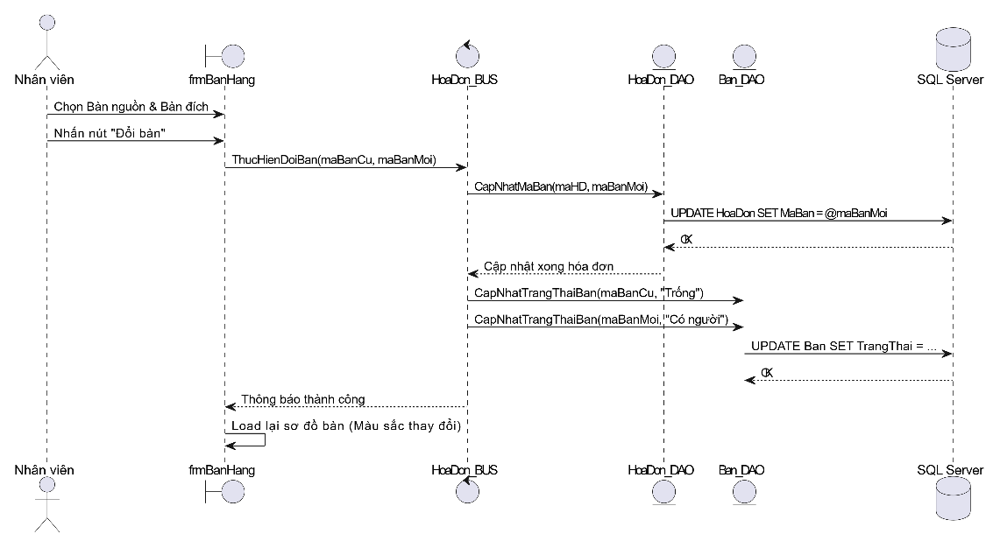 Nhân viên
frmBanHang
HoaDon_BUS
HoaDon_DAO
Ban_DAO
SQL Server
Chọn Bàn nguồn & Bàn đích
Nhấn nút "Đổi bàn"
ThucHienDoiBan(maBanCu, maBanMoi)
CapNhatMaBan(maHD, maBanMoi)
UPDATE HoaDon SET MaBan = @maBanMoi
OK
Cập nhật xong hóa đơn
CapNhatTrangThaiBan(maBanCu, "Trống")
CapNhatTrangThaiBan(maBanMoi, "Có người")
UPDATE Ban SET TrangThai = ...
OK
Thông báo thành công
Load lại sơ đồ bàn (Màu sắc thay đổi)
Nhân viên
frmBanHang
HoaDon_BUS
HoaDon_DAO
Ban_DAO
SQL Server